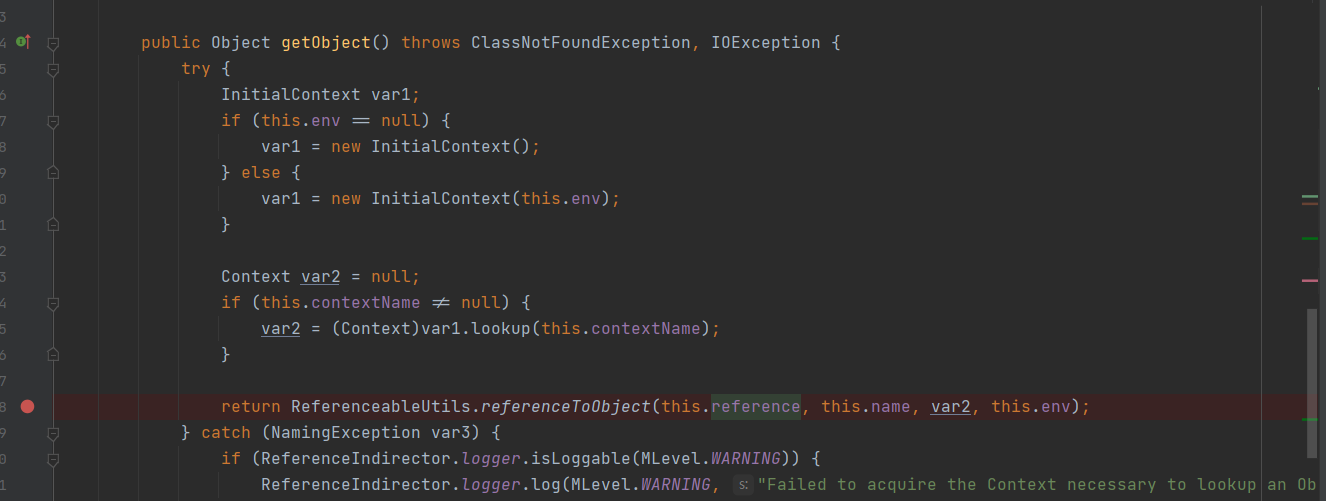 3
4 public Object getObject() throws ClassNotFoundException, IOException {
5 try {
6 InitialContext var1;
7 if (this.env == null) {
8 var1 = new InitialContext();
9 } else {
0 var1 = new InitialContext(this.env);
1 }
2
3 Context var2 = null;
4 if (this.contextName != null) {
5 var2 = (Context)var1.lookup(this.contextName);
6 }
7
8 return ReferenceableUtils.referenceToObject(this.reference, this.name, var2, this.env);
9 } catch (NamingException var3) {
0 if (ReferenceIndirector.logger.isLoggable(MLevel.WARNING)) {
1 ReferenceIndirector.logger.log(MLevel.WARNING, s: "Failed to acquire the Context necessary to lookup an Ob